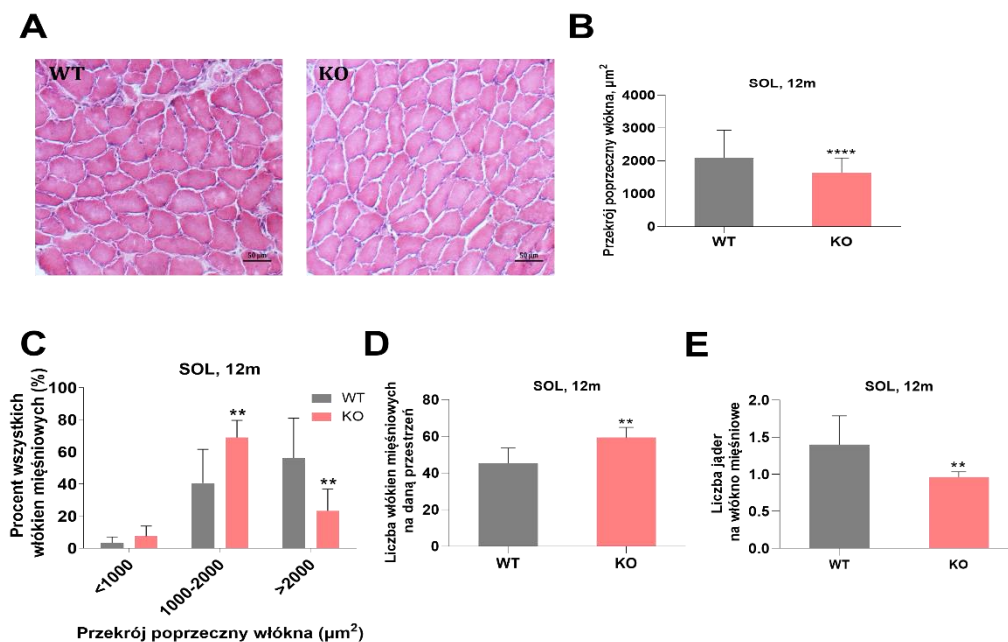 A
WT
KO
50 µm
50 µm
B
SOL, 12m
Przekrój poprzeczny włókna, µm²
4000
3000
2000
1000
0
****
WT
KO
C
SOL, 12m
Procent wszystkich
włókien mięśniowych (%)
100
80
60
40
20
0
WT
KO
**
**
<1000
1000-2000
>2000
Przekrój poprzeczny włókna (µm²)
D
SOL, 12m
Liczba włókien mięśniowych
na daną przestrzeń
80
60
40
20
0
**
WT
KO
E
SOL, 12m
Liczba jąder
na włókno mięśniowe
2.0
1.5
1.0
0.5
0.0
**
WT
KO